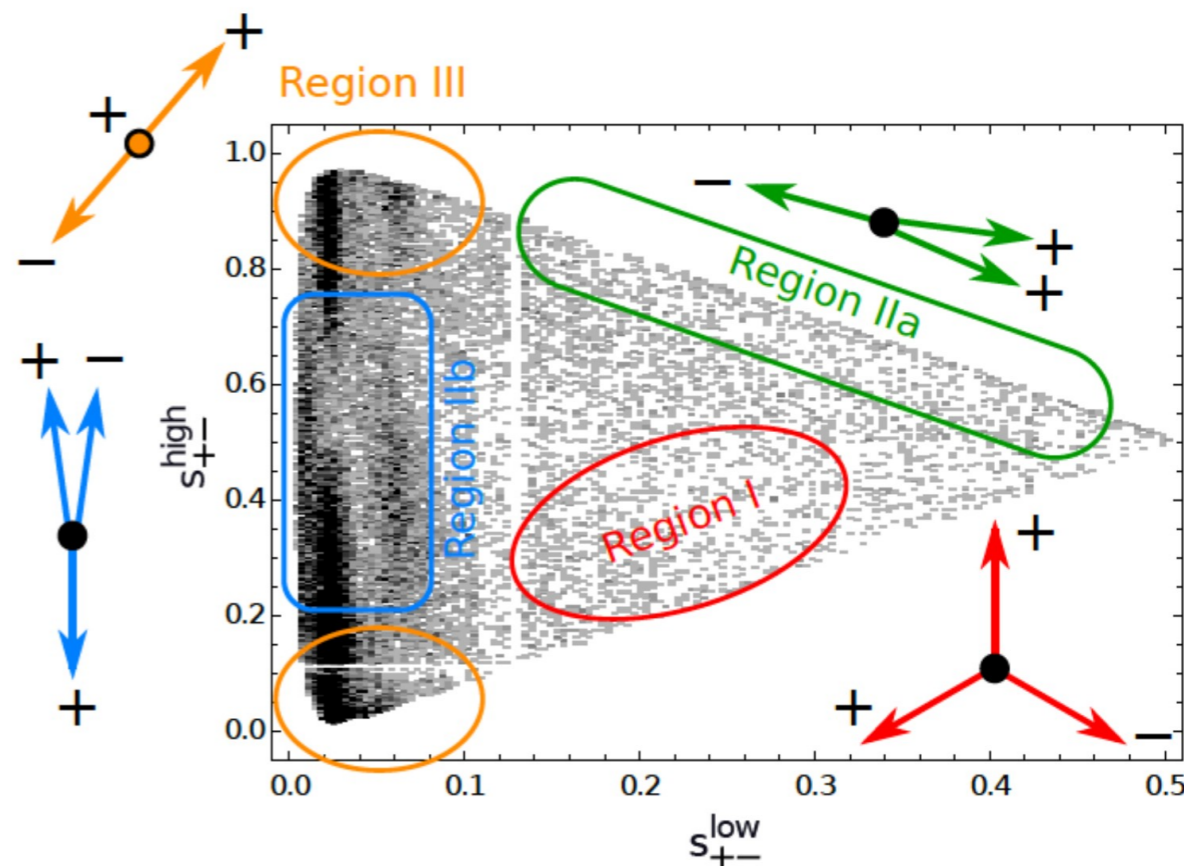 +
Region III
+
−
+ −
+
1.0
0.8
0.6
0.4
0.2
0.0
s+−^high
Region IIb
−
+
+
Region IIa
Region I
+
+
−
0.0 0.1 0.2 0.3 0.4 0.5
s+−^low